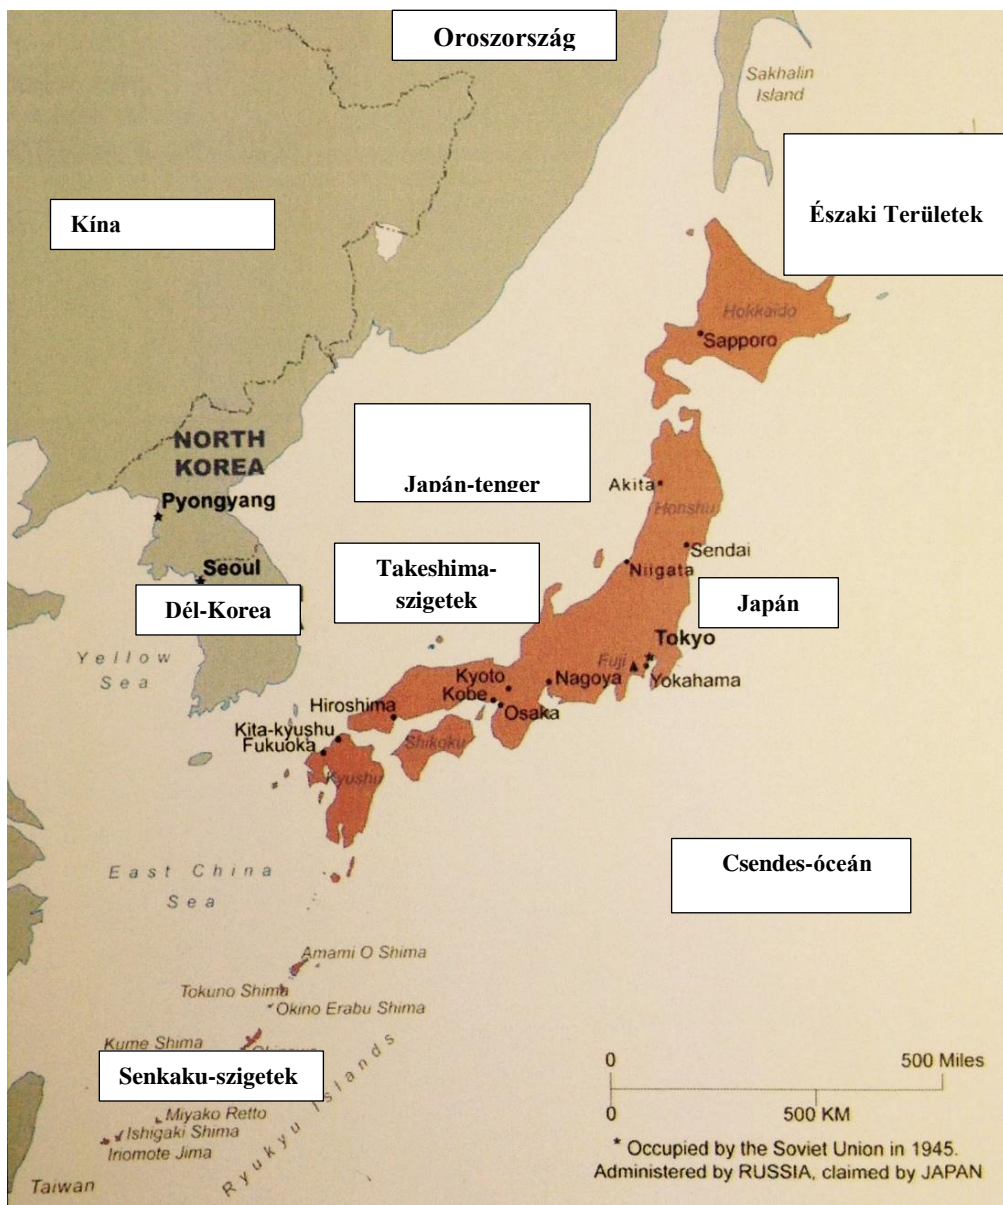 Oroszország
Sakhalin
Island
Északi Területek
Kína
Hokkaido
Sapporo
NORTH
KOREA
Japán-tenger
Akita
Pyongyang
Honshu
Sendai
Seoul
Takeshima-
szigetek
Niigata
Dél-Korea
Japán
Tokyo
Yellow
Sea
Fuji
Kyoto
Nagoya
Yokahama
Kobe
Osaka
Hiroshima
Kita-kyushu
Fukuoka
Shikoku
Kyushu
East China
Sea
Csendes-óceán
Amami O Shima
Tokuno Shima
Okino Erabu Shima
Kume Shima
Senkaku-szigetek
Ryukyu Islands
Miyako Retto
Ishigaki Shima
Iriomote Jima
Taiwan
0 500 Miles
0 500 KM
* Occupied by the Soviet Union in 1945.
Administered by RUSSIA, claimed by JAPAN